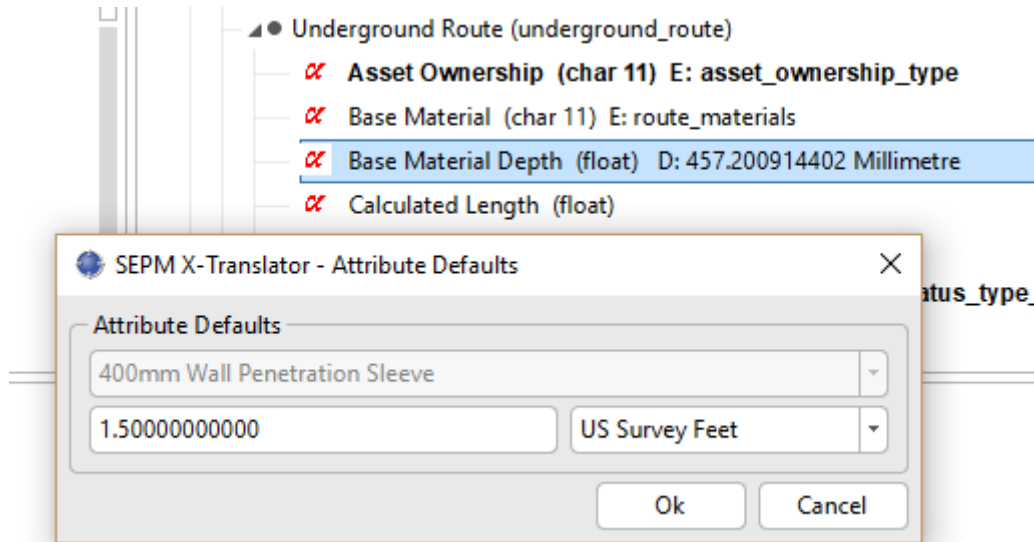 Underground Route (underground_route)
Asset Ownership (char 11) E: asset_ownership_type
Base Material (char 11) E: route_materials
Base Material Depth (float) D: 457.200914402 Millimetre
Calculated Length (float)
SEPM X-Translator - Attribute Defaults
Attribute Defaults
400mm Wall Penetration Sleeve
1.50000000000 US Survey Feet
Ok Cancel